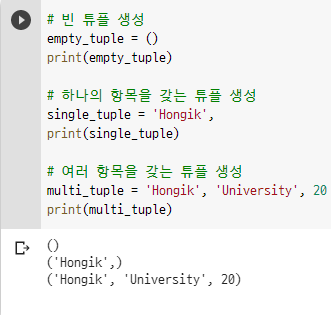 # 빈 튜플 생성
empty_tuple = ()
print(empty_tuple)
# 하나의 항목을 갖는 튜플 생성
single_tuple = 'Hongik',
print(single_tuple)
# 여러 항목을 갖는 튜플 생성
multi_tuple = 'Hongik', 'University', 20
print(multi_tuple)
()
('Hongik',)
('Hongik', 'University', 20)